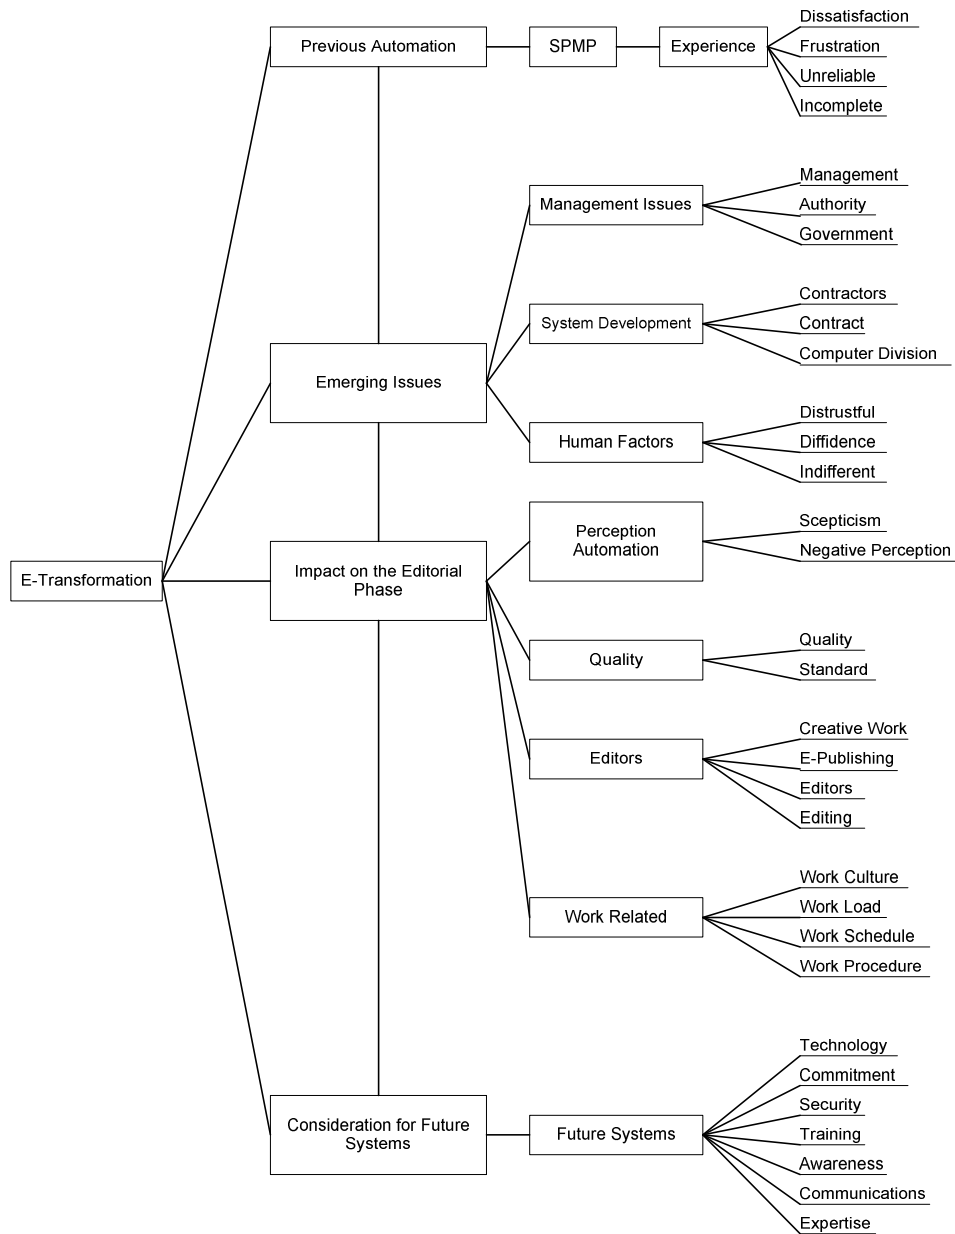 Dissatisfaction
Previous Automation
SPMP
Experience
Frustration
Unreliable
Incomplete
Management
Management Issues
Authority
Government
Contractors
System Development
Contract
Computer Division
Emerging Issues
Distrustful
Human Factors
Diffidence
Indifferent
Perception
Automation
Scepticism
Negative Perception
E-Transformation
Impact on the Editorial
Phase
Quality
Quality
Standard
Creative Work
Editors
E-Publishing
Editors
Editing
Work Culture
Work Related
Work Load
Work Schedule
Work Procedure
Technology
Commitment
Security
Consideration for Future
Systems
Future Systems
Training
Awareness
Communications
Expertise